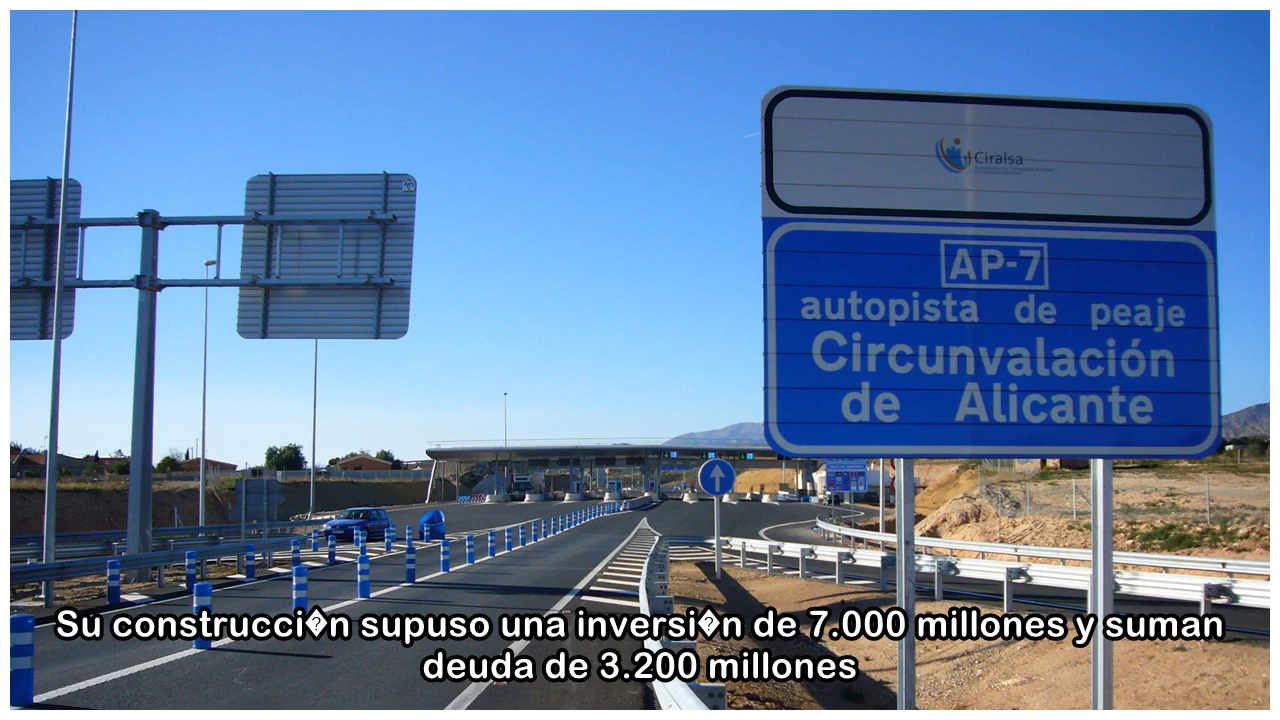 Ciralsa
AP-7
autopista de peaje
Circunvalación
de Alicante
Su construcci�n supuso una inversi�n de 7.000 millones y suman
deuda de 3.200 millones